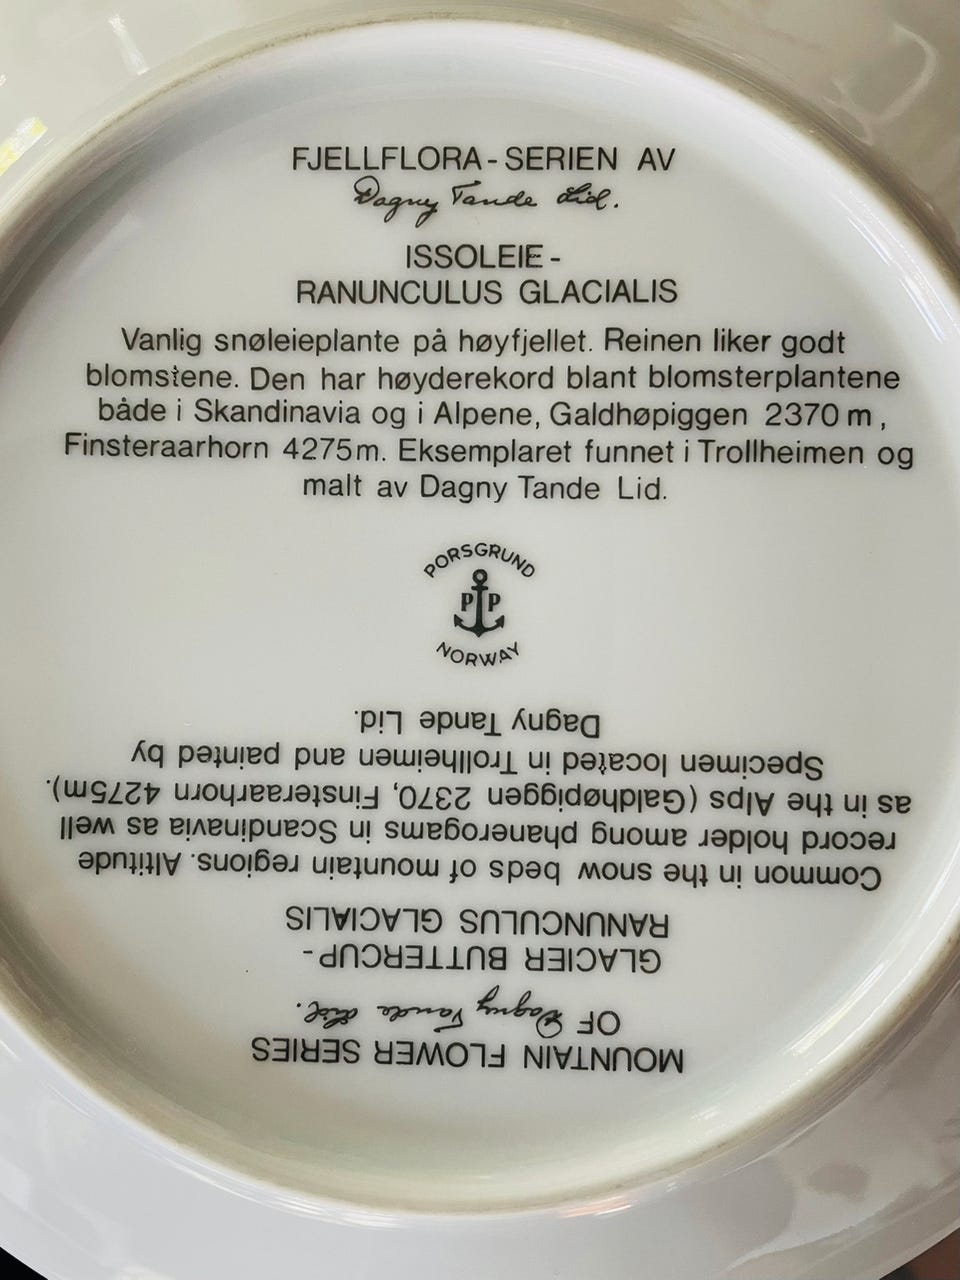 FJELLFLORA - SERIEN AV
Dagny Tande Lid.
ISSOLEIE -
RANUNCULUS GLACIALIS
Vanlig snøleieplante på høyfjellet. Reinen liker godt
blomstene. Den har høyderekord blant blomsterplantene
både i Skandinavia og i Alpene, Galdhøpiggen 2370 m,
Finsteraarhorn 4275m. Eksemplaret funnet i Trollheimen og
malt av Dagny Tande Lid.
PORSGRUND
P P
NORWAY
MOUNTAIN FLOWER SERIES
OF Dagny Tande Lid.
GLACIER BUTTERCUP-
RANUNCULUS GLACIALIS
Common in the snow beds of mountain regions. Altitude
record holder among phanerogams in Scandinavia as well
as in the Alps (Galdhøpiggen 2370, Finsteraarhorn 4275m).
Specimen located in Trollheimen and painted by
Dagny Tande Lid.